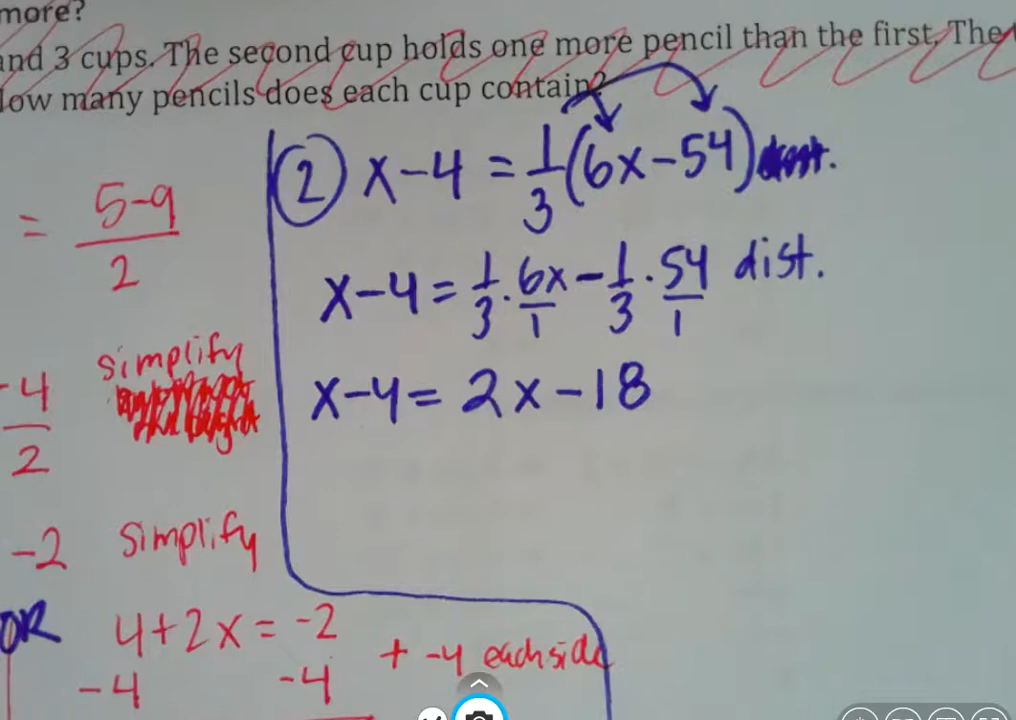 more?
and 3 cups. The second cup holds one more pencil than the first. The
How many pencils does each cup contain?
② x-4 = 1/3(6x-54)
= 5-9/2
x-4 = 1/3 · 6x/1 - 1/3 · 54/1 dist.
simplify
-4/2
x-4 = 2x-18
-2 simplify
OR 4+2x = -2
-4 -4 + -4 each side